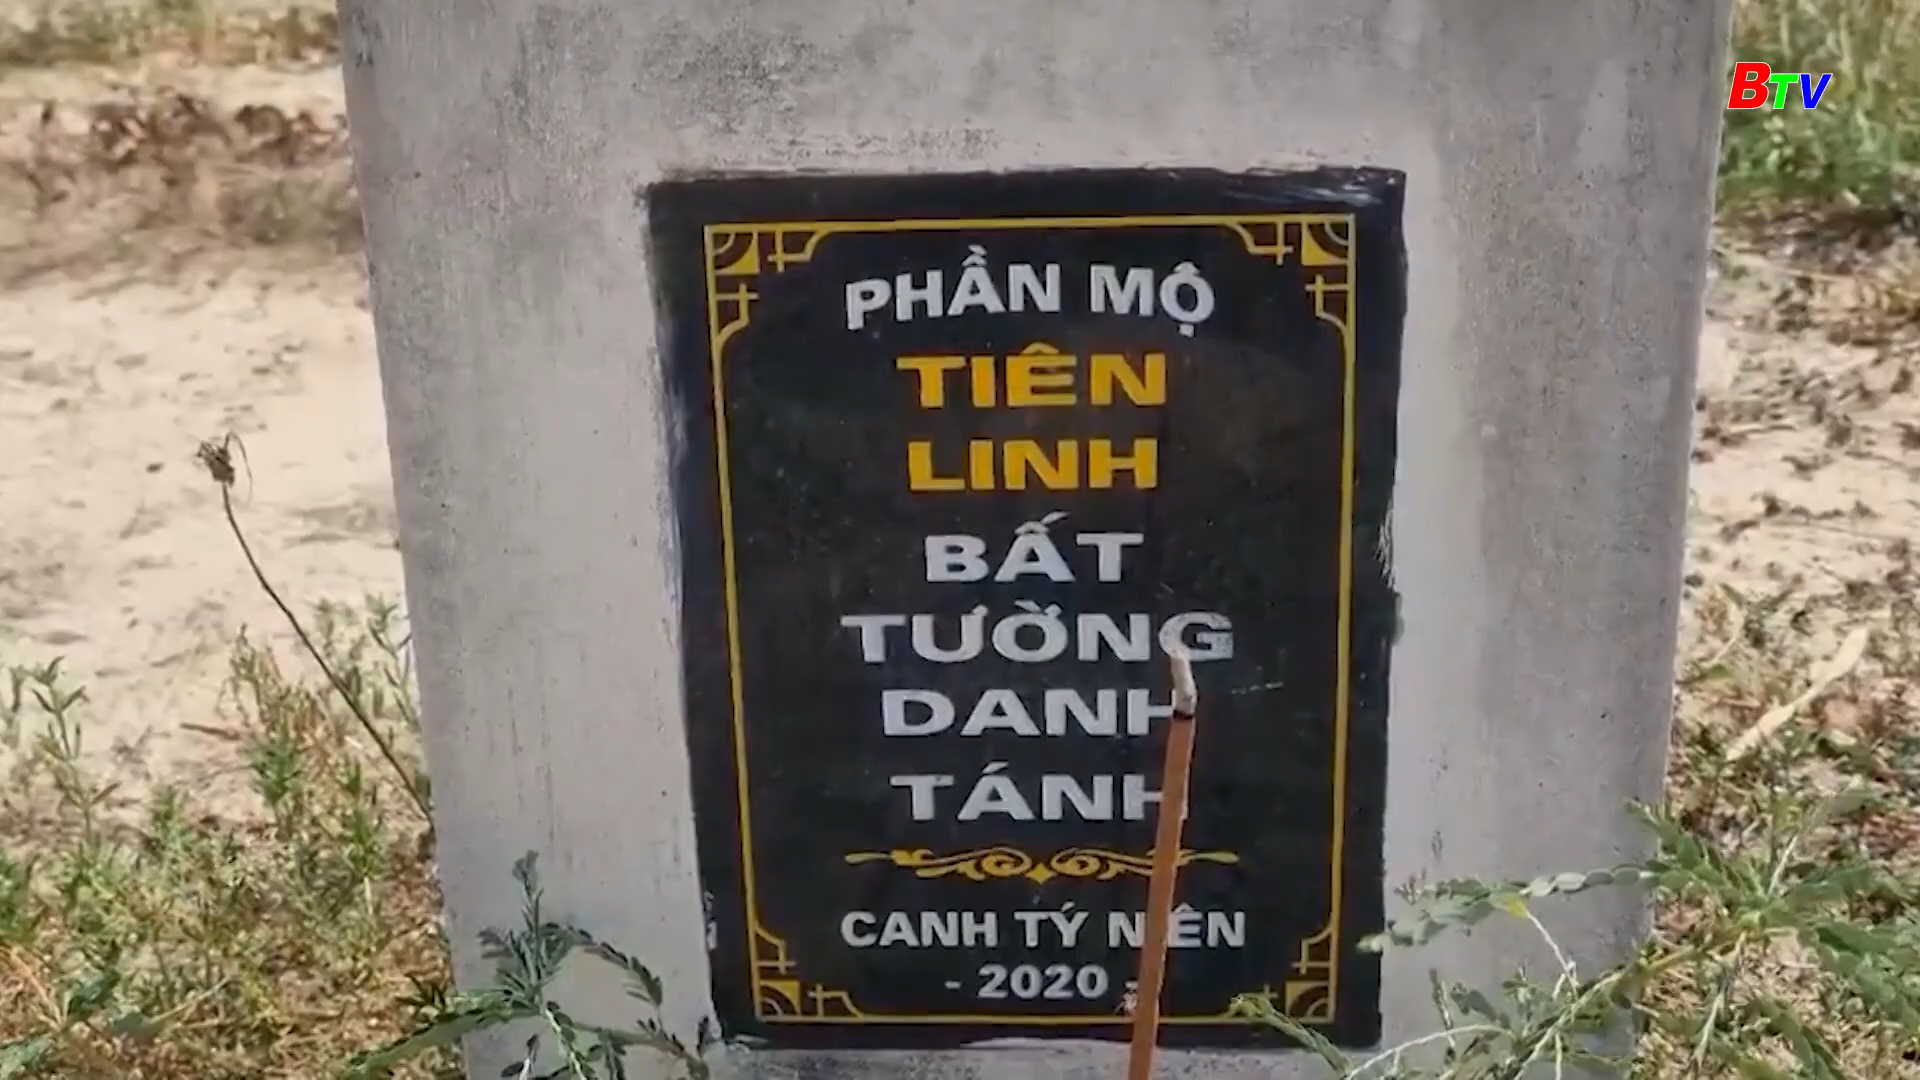 BTV
PHẦN MỘ
TIÊN
LINH
BẤT
TƯỜNG
DANH
TÁNH
CANH TÝ NIÊN
- 2020 -